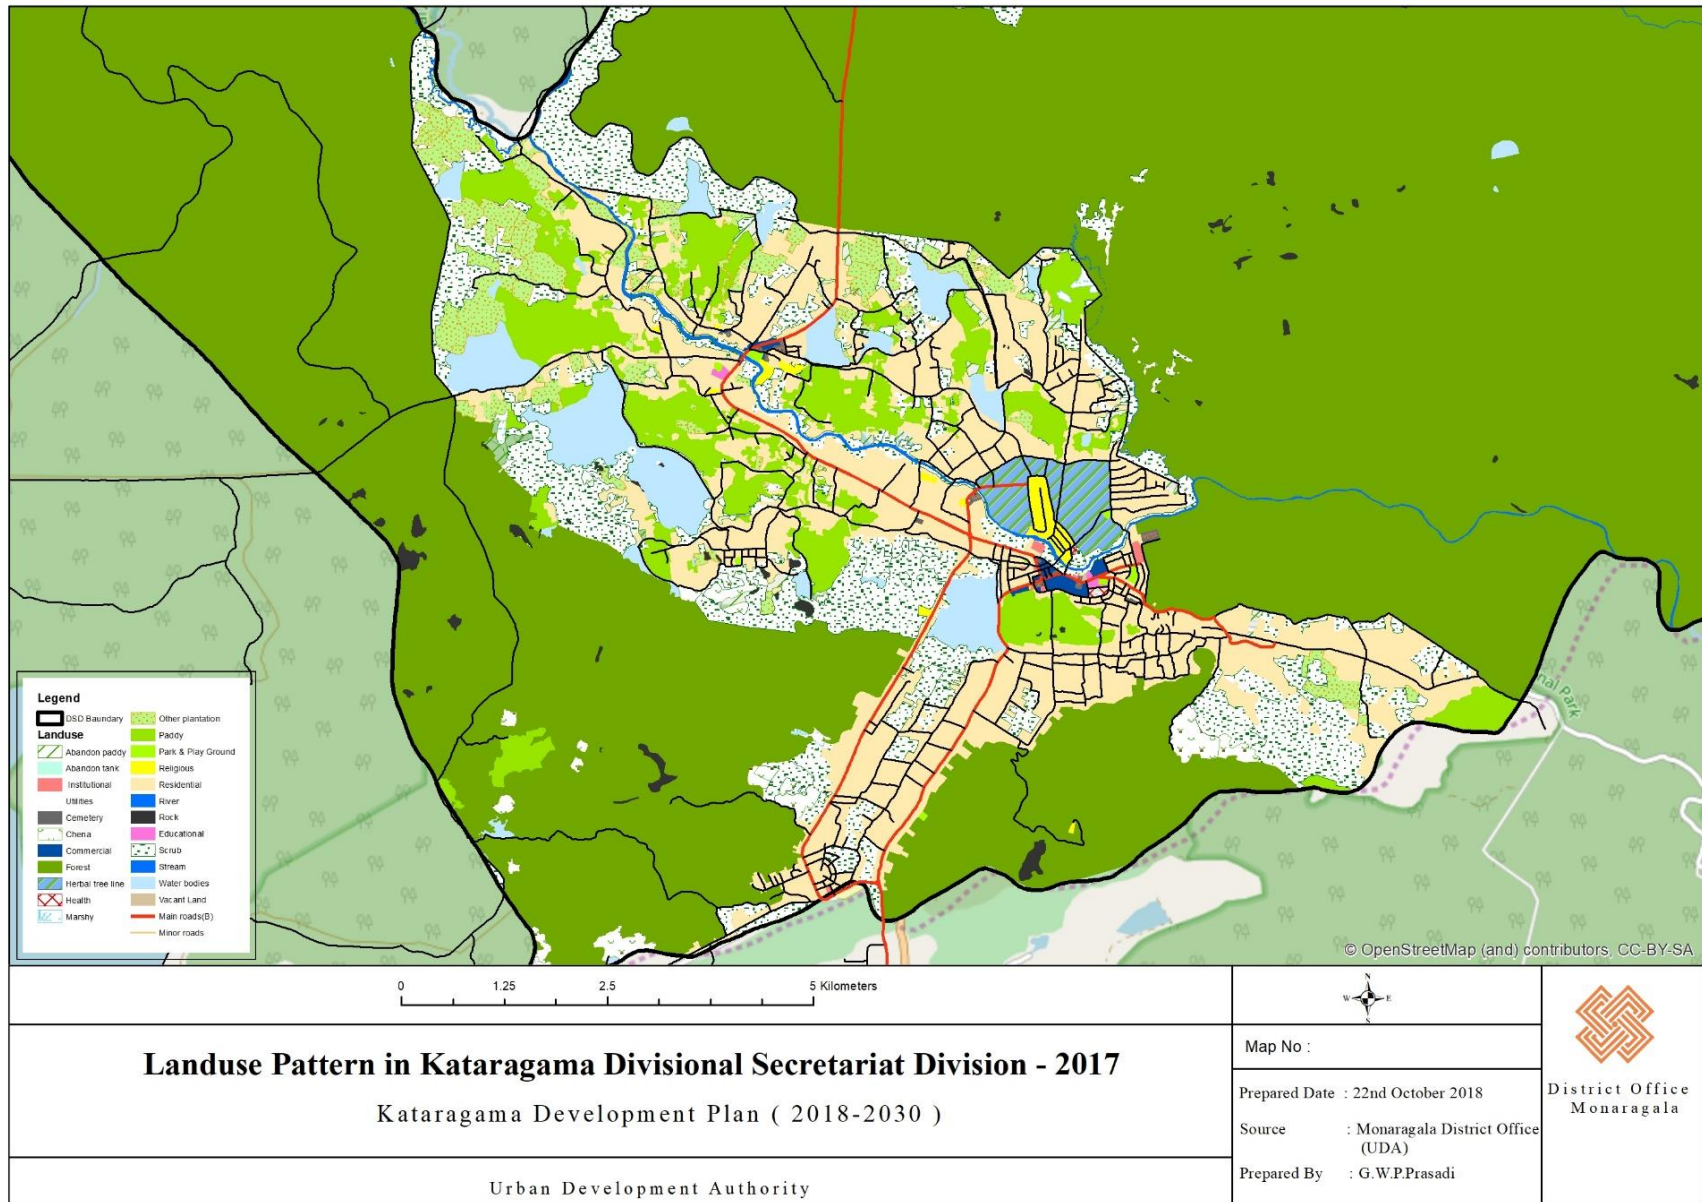 nal Park
Legend
DSD Baundary
Landuse
Abandon paddy
Abandon tank
Institutional
Utilities
Cemetery
Chena
Commercial
Forest
Herbal tree line
Health
Marshy
Other plantation
Paddy
Park & Play Ground
Religious
Residential
River
Rock
Educational
Scrub
Stream
Water bodies
Vacant Land
Main roads(B)
Minor roads
© OpenStreetMap (and) contributors, CC-BY-SA
0 1.25 2.5 5 Kilometers
N
W E
S
Landuse Pattern in Kataragama Divisional Secretariat Division - 2017
Kataragama Development Plan ( 2018-2030 )
Urban Development Authority
Map No :
Prepared Date : 22nd October 2018
Source : Monaragala District Office
(UDA)
Prepared By : G.W.P.Prasadi
District Office
Monaragala